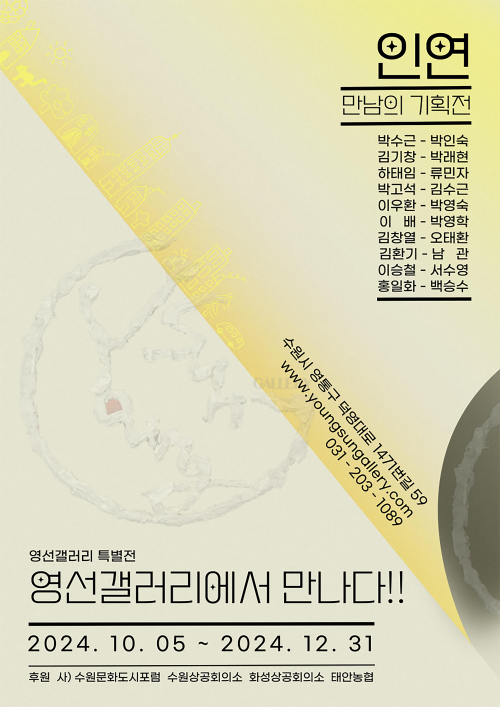 인연
만남의 기획전
박수근 - 박인숙
김기창 - 박래현
하태임 - 류민자
박고석 - 김수근
이우환 - 박영숙
이 배 - 박영학
김창열 - 오태환
김환기 - 남 관
이승철 - 서수영
홍일화 - 백승수
수원시 영통구 덕영대로 1471번길 59
www.youngsungallery.com
031 - 203 - 1089
영선갤러리 특별전
영선갤러리에서 만나다!!
2024. 10. 05 ~ 2024. 12. 31
후원 사) 수원문화도시포럼 수원상공회의소 화성상공회의소 태안농협